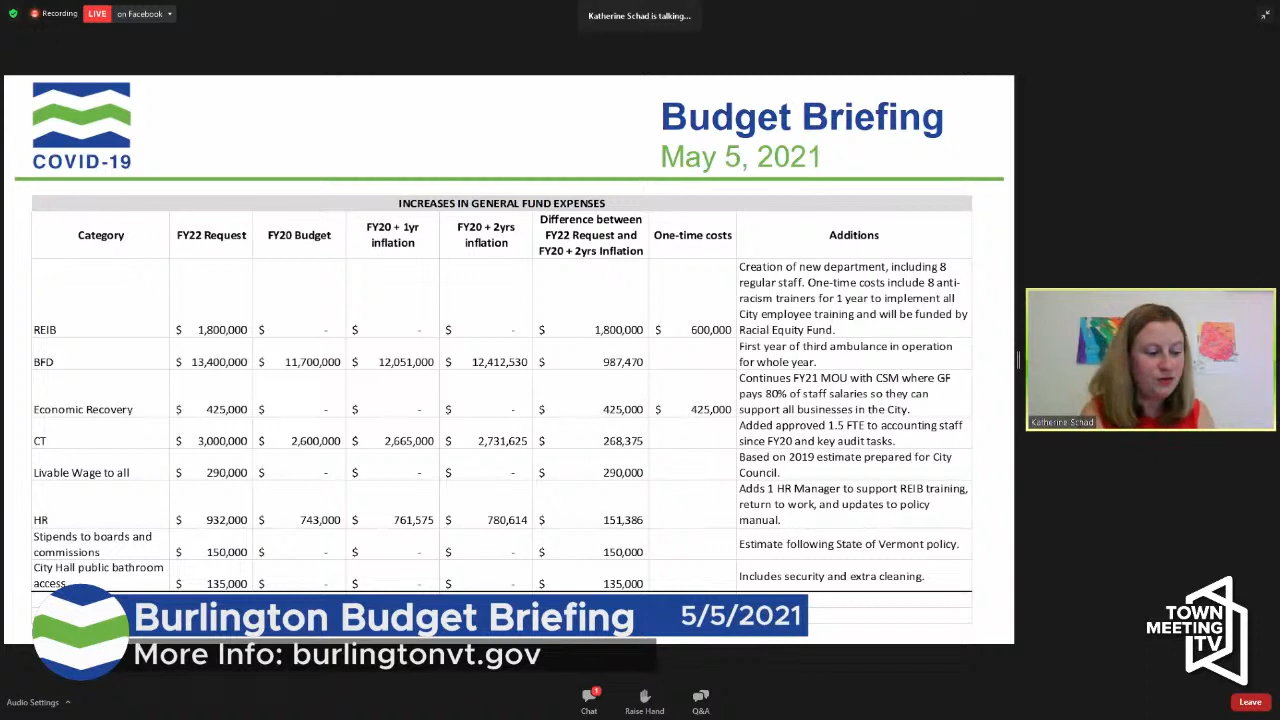 Recording
LIVE on Facebook
Katherine Schad is talking...
COVID-19
Budget Briefing
May 5, 2021
INCREASES IN GENERAL FUND EXPENSES
Category FY22 Request FY20 Budget FY20 + 1yr inflation FY20 + 2yrs inflation Difference between FY22 Request and FY20 + 2yrs Inflation One-time costs Additions
REIB $ 1,800,000 $ - $ - $ - $ 1,800,000 $ 600,000 Creation of new department, including 8
regular staff. One-time costs include 8 anti-
racism trainers for 1 year to implement all
City employee training and will be funded by
Racial Equity Fund.
BFD $ 13,400,000 $ 11,700,000 $ 12,051,000 $ 12,412,530 $ 987,470 First year of third ambulance in operation
for whole year.
Economic Recovery $ 425,000 $ - $ - $ - $ 425,000 $ 425,000 Continues FY21 MOU with CSM where GF
pays 80% of staff salaries so they can
support all businesses in the City.
CT $ 3,000,000 $ 2,600,000 $ 2,665,000 $ 2,731,625 $ 268,375 Added approved 1.5 FTE to accounting staff
since FY20 and key audit tasks.
Livable Wage to all $ 290,000 $ - $ - $ - $ 290,000 Based on 2019 estimate prepared for City
Council.
HR $ 932,000 $ 743,000 $ 761,575 $ 780,614 $ 151,386 Adds 1 HR Manager to support REIB training,
return to work, and updates to policy
manual.
Stipends to boards and
commissions $ 150,000 $ - $ - $ - $ 150,000 Estimate following State of Vermont policy.
City Hall public bathroom
access $ 135,000 $ - $ - $ - $ 135,000 Includes security and extra cleaning.
Katherine Schad
Burlington Budget Briefing 5/5/2021
More Info: burlingtonvt.gov
TOWN
MEETING
TV
Audio Settings
1
Chat
Raise Hand
Q&A
Leave